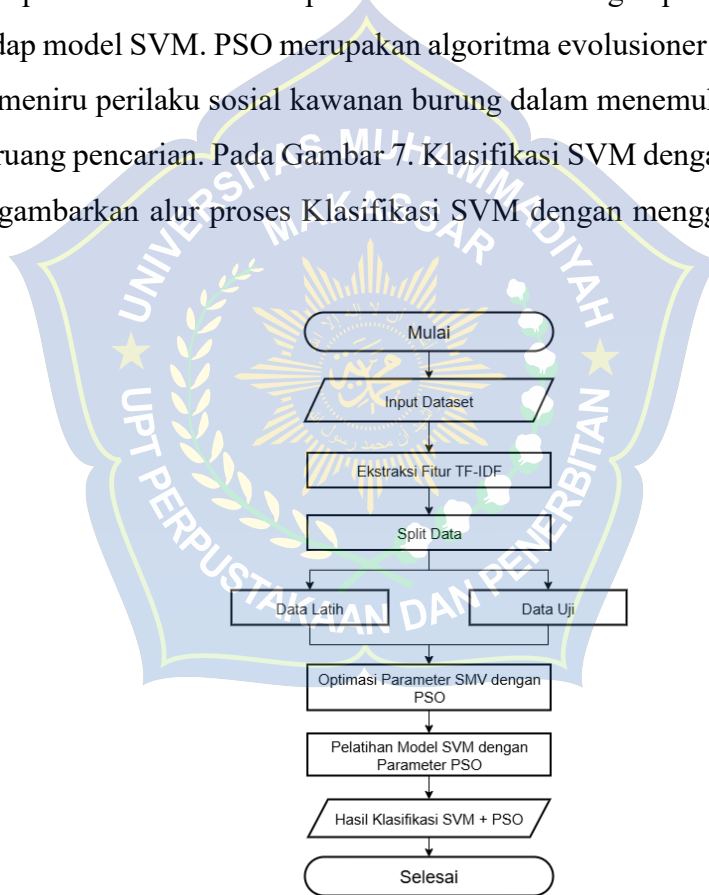 dap model SVM. PSO merupakan algoritma evolusioner
meniru perilaku sosial kawanan burung dalam
ruang pencarian. Pada Gambar 7. Klasifikasi SVM
gambarkan alur proses Klasifikasi SVM dengan
UNIVERSITAS MUHAMMADIYAH
MAKASSAR
UPT PERPUSTAKAAN DAN PENERBITAN
Mulai
Input Dataset
Ekstraksi Fitur TF-IDF
Split Data
Data Latih
Data Uji
Optimasi Parameter SMV dengan
PSO
Pelatihan Model SVM dengan
Parameter PSO
Hasil Klasifikasi SVM + PSO
Selesai